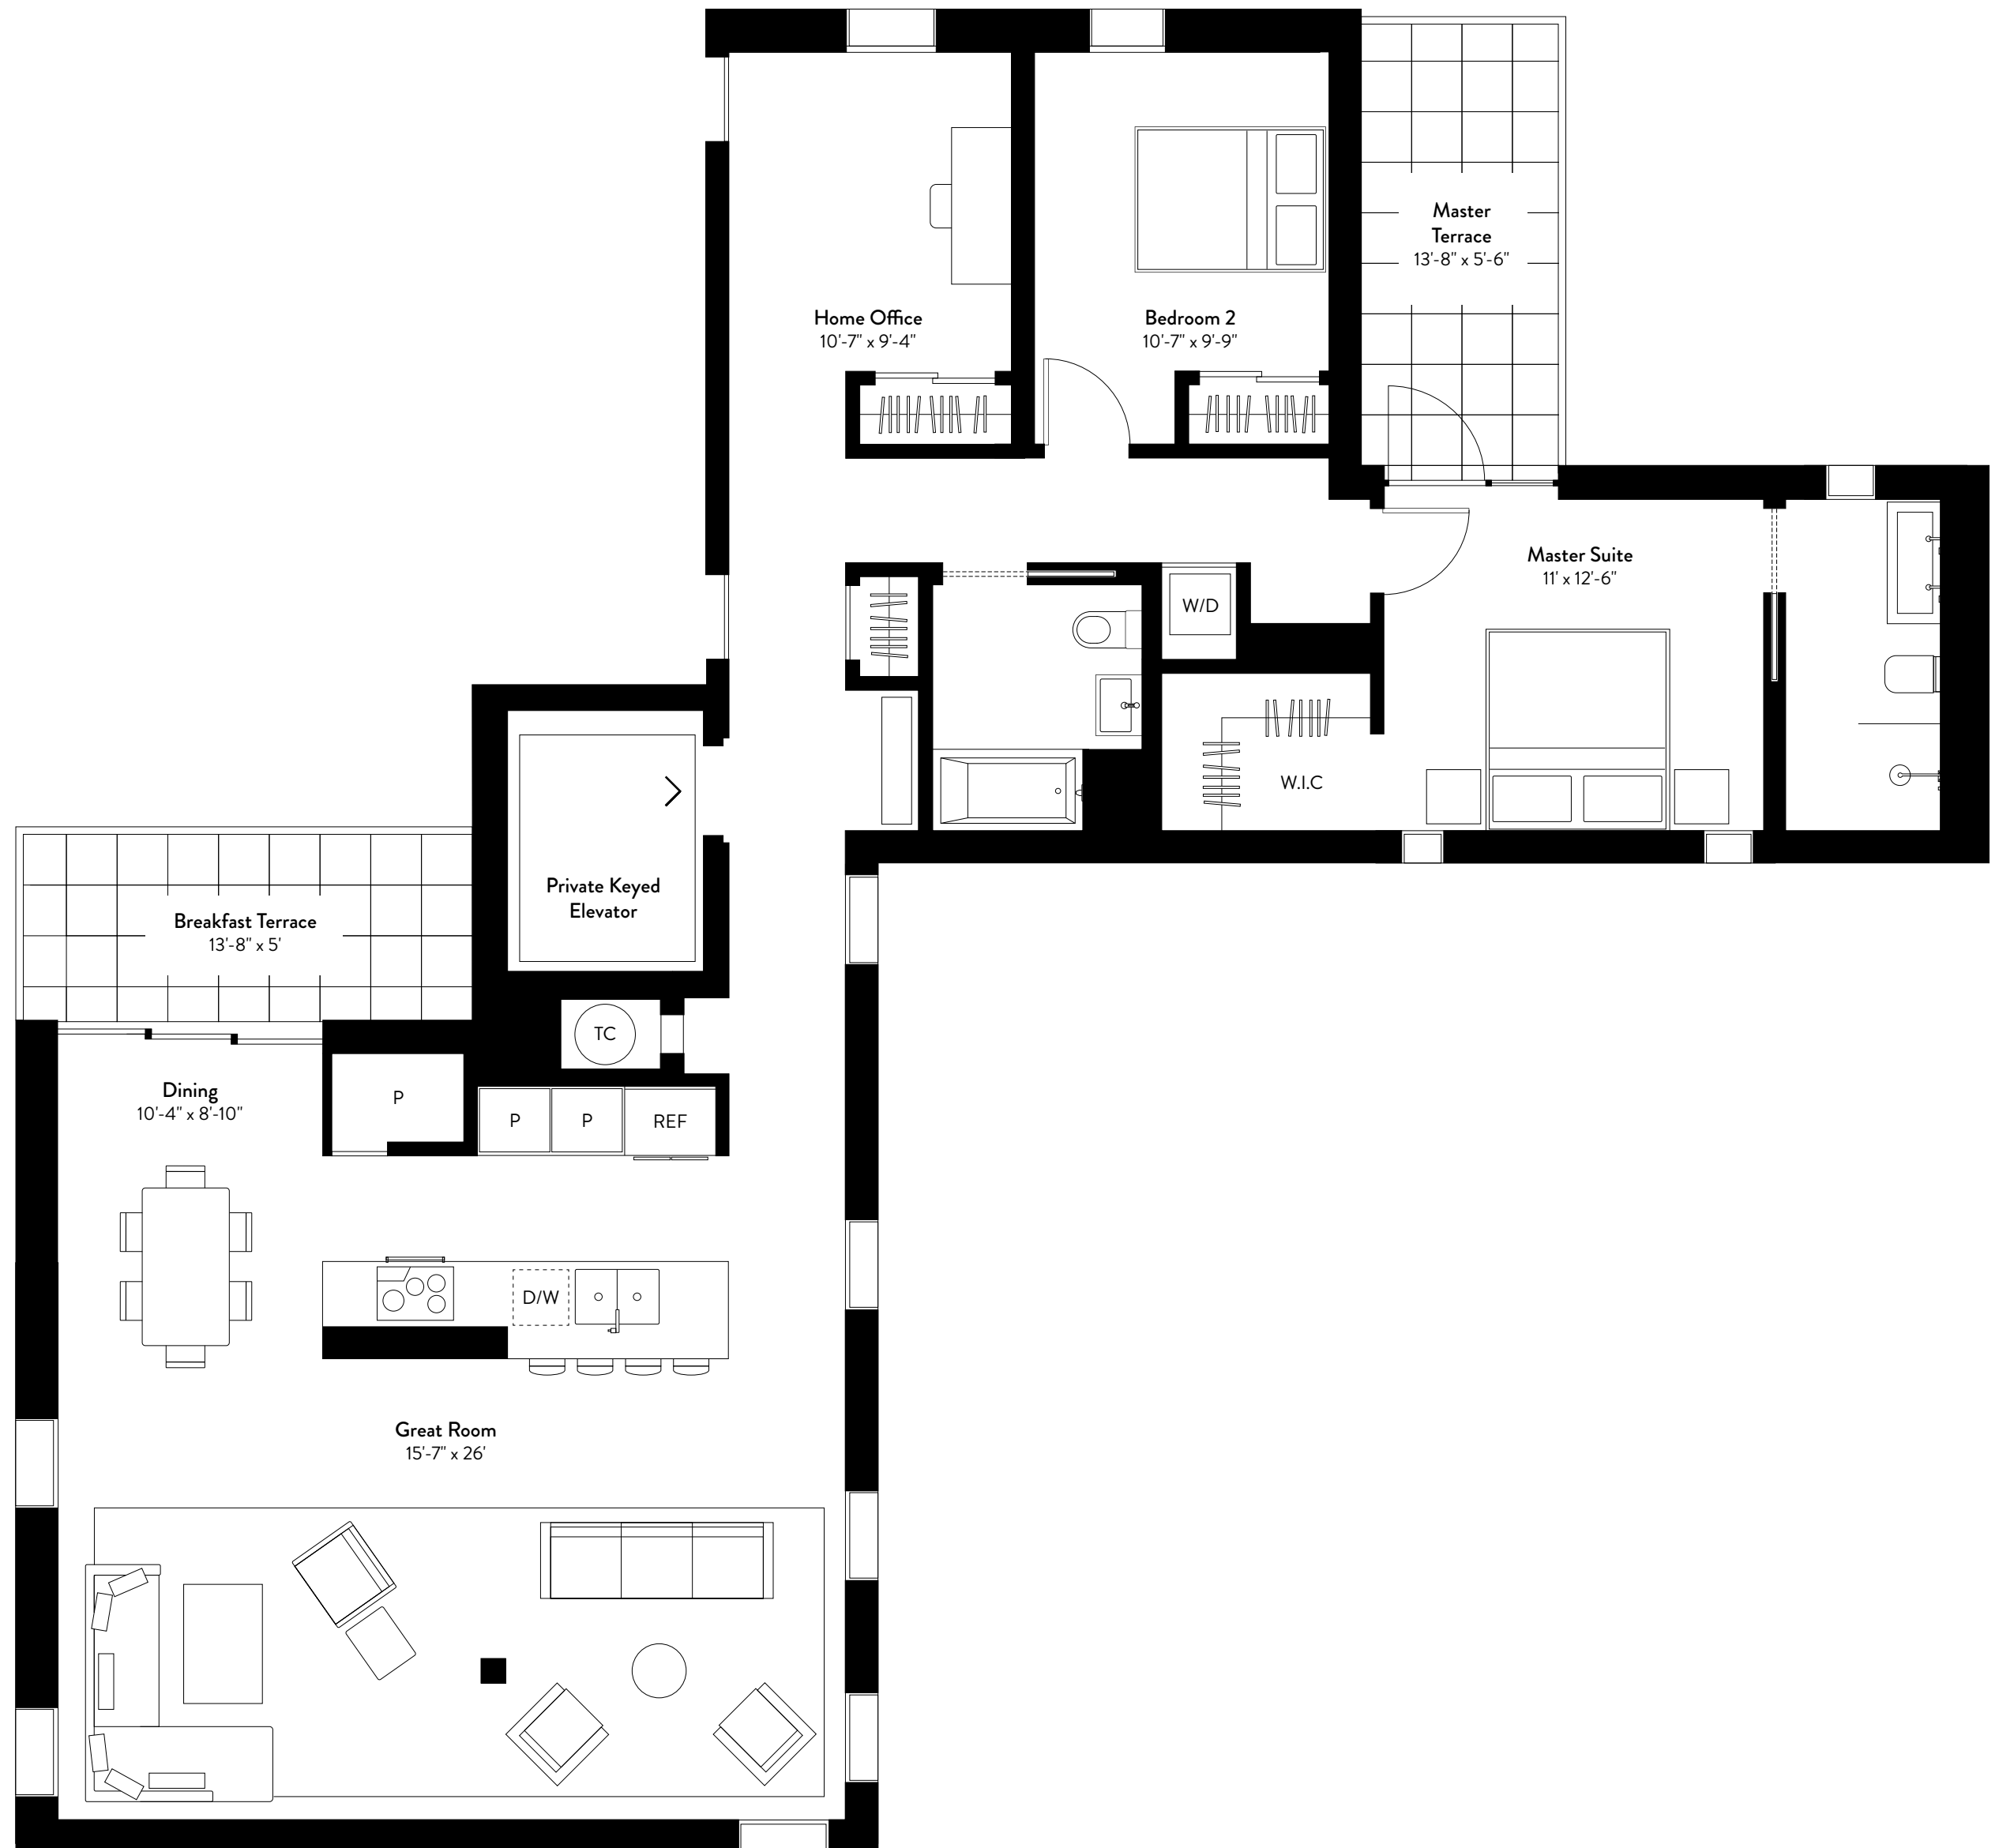 Master
Terrace
13'-8" x 5'-6"
Home Office
10'-7" x 9'-4"
Bedroom 2
10'-7" x 9'-9"
Master Suite
11' x 12'-6"
W/D
W.I.C
Private Keyed
Elevator
Breakfast Terrace
13'-8" x 5'
TC
Dining
10'-4" x 8'-10"
P
P
P
REF
D/W
Great Room
15'-7" x 26'